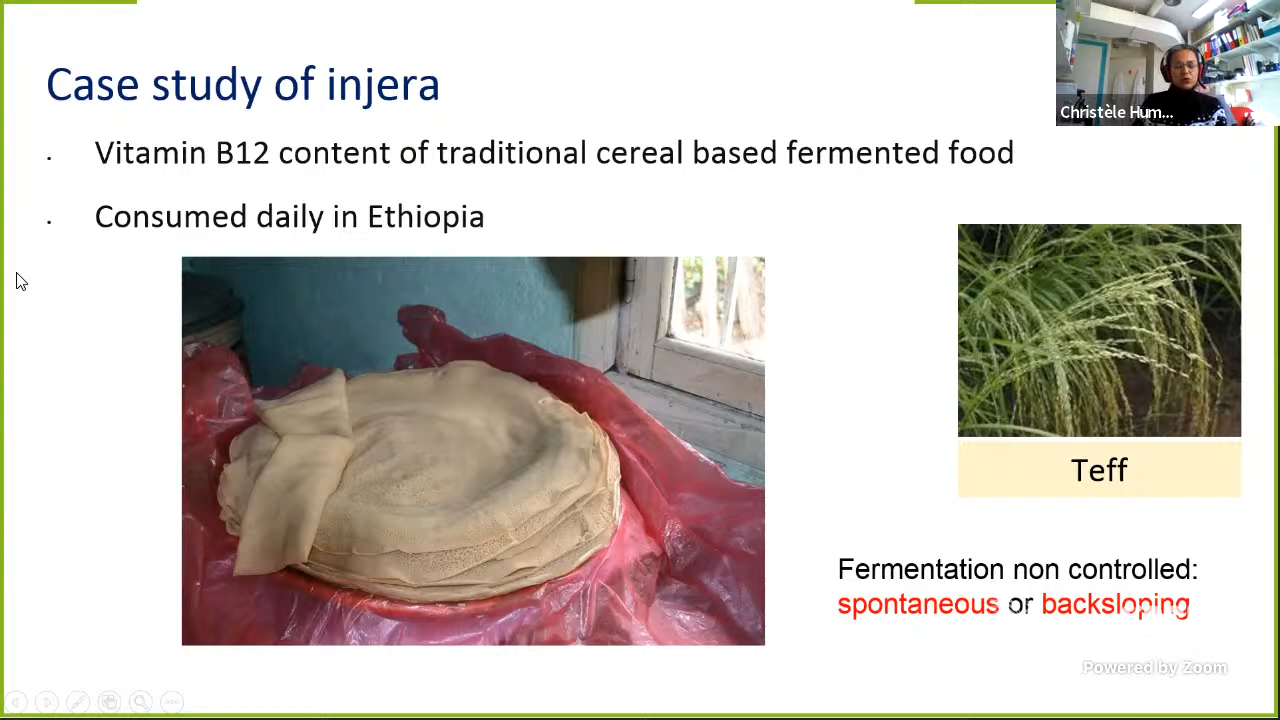 Case study of injera
Christèle Hum...
· Vitamin B12 content of traditional cereal based fermented food
· Consumed daily in Ethiopia
Teff
Fermentation non controlled:
spontaneous or backsloping
Powered by Zoom